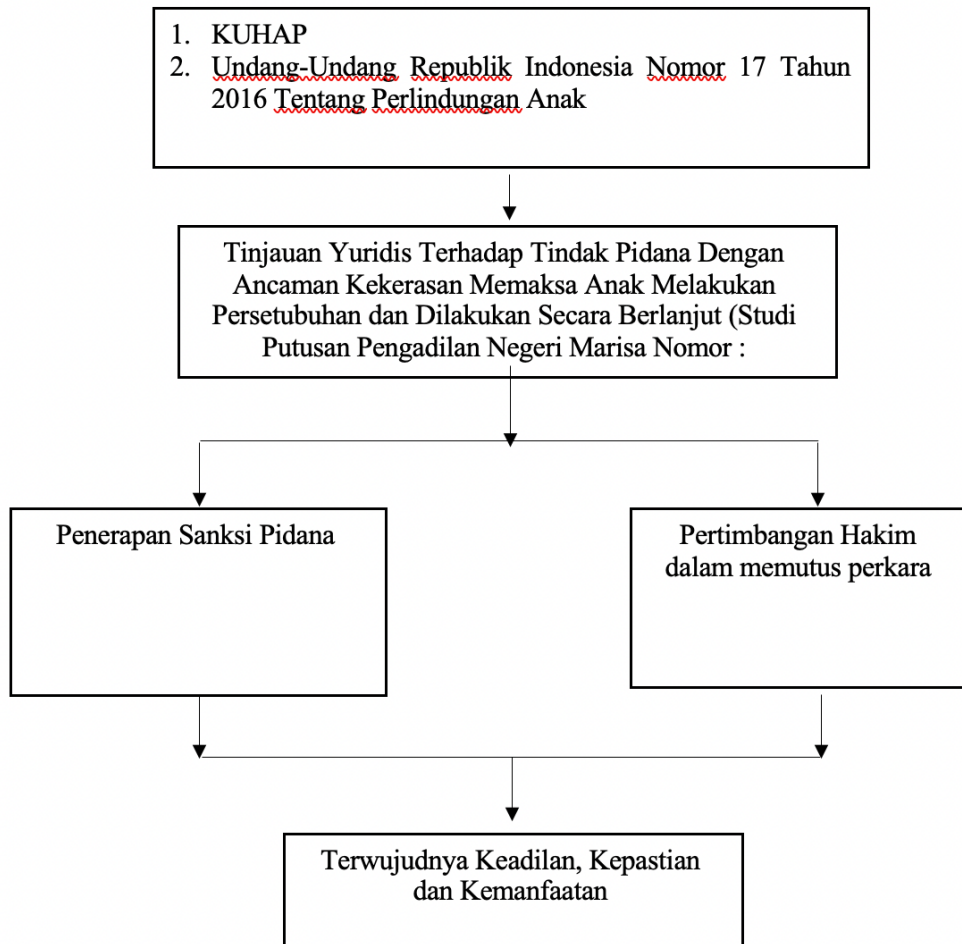 1. KUHAP
2. Undang-Undang Republik Indonesia Nomor 17 Tahun
2016 Tentang Perlindungan Anak
Tinjauan Yuridis Terhadap Tindak Pidana Dengan
Ancaman Kekerasan Memaksa Anak Melakukan
Persetubuhan dan Dilakukan Secara Berlanjut (Studi
Putusan Pengadilan Negeri Marisa Nomor :
Penerapan Sanksi Pidana
Pertimbangan Hakim
dalam memutus perkara
Terwujudnya Keadilan, Kepastian
dan Kemanfaatan